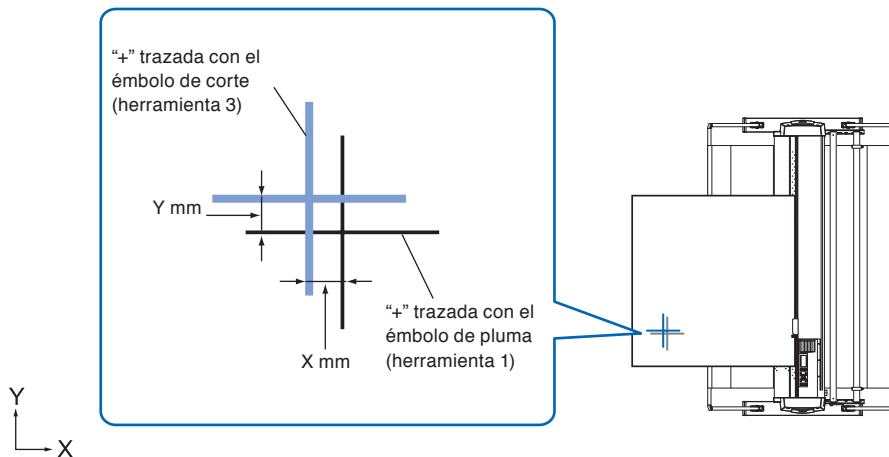 “+” trazada con el
émbolo de corte
(herramienta 3)
Y mm
“+” trazada con el
émbolo de pluma
(herramienta 1)
X mm
Y
X